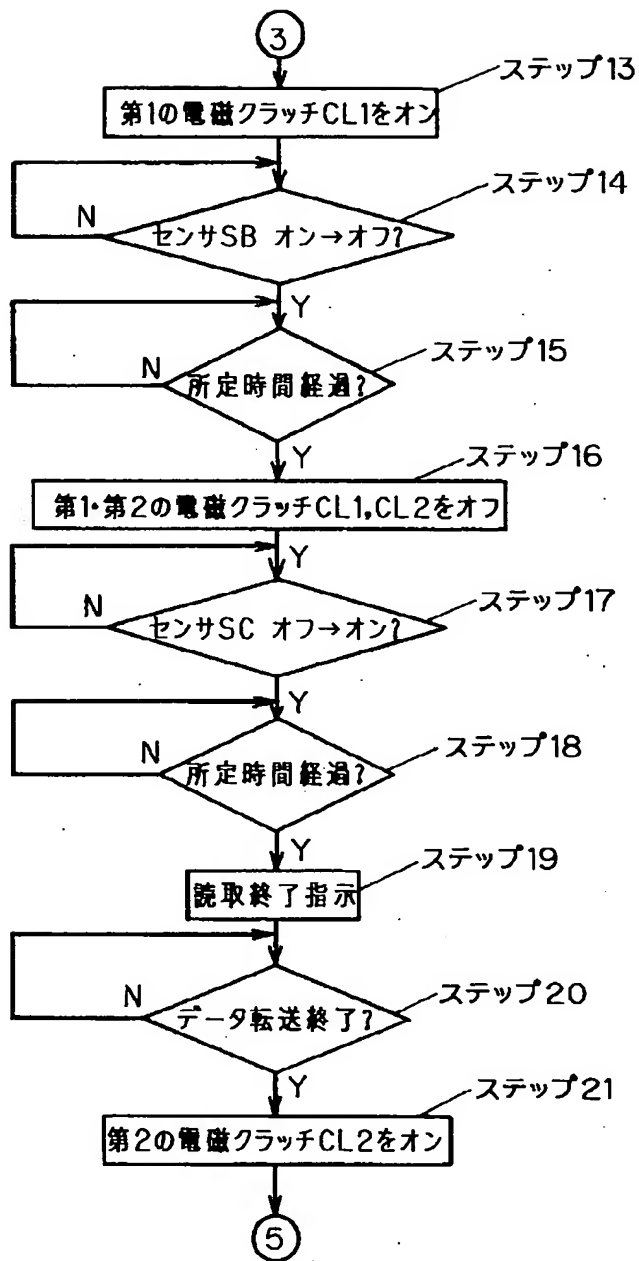 3
ステップ13
第1の電磁クラッチCL1をオン
ステップ14
N
センサSB オン→オフ?
Y
ステップ15
N
所定時間経過?
Y
ステップ16
第1・第2の電磁クラッチCL1,CL2をオフ
Y
ステップ17
N
センサSC オフ→オン?
Y
ステップ18
N
所定時間経過?
Y
ステップ19
読取終了指示
ステップ20
N
データ転送終了?
Y
ステップ21
第2の電磁クラッチCL2をオン
5